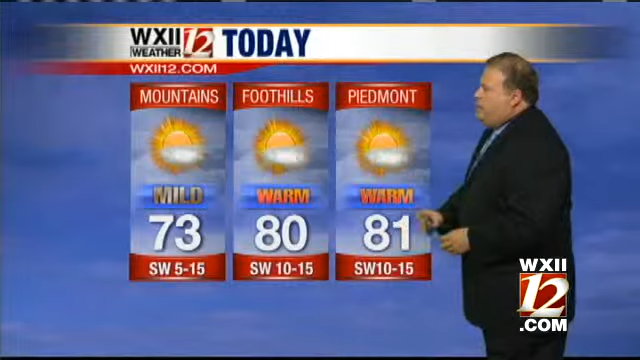 WXII 12 TODAY
WEATHER
WXII12.COM
MOUNTAINS
MILD
73
SW 5-15
FOOTHILLS
WARM
80
SW 10-15
PIEDMONT
WARM
81
SW10-15
WXII
12
.COM